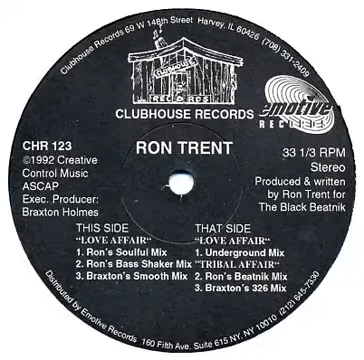 Clubhouse Records 69 W 148th Street Harvey, IL 60426 (708) 331-2409
CLUBHOUSE
RECORDS
CLUBHOUSE RECORDS
emotive
RECORDS
CHR 123
©1992 Creative
Control Music
ASCAP
Exec. Producer:
Braxton Holmes
RON TRENT
33 1/3 RPM
Stereo
Produced & written
by Ron Trent for
The Black Beatnik
THIS SIDE
"LOVE AFFAIR"
1. Ron's Soulful Mix
2. Ron's Bass Shaker Mix
3. Braxton's Smooth Mix
THAT SIDE
"LOVE AFFAIR"
1. Underground Mix
"TRIBAL AFFAIR"
2. Ron's Beatnik Mix
3. Braxton's 326 Mix
Distributed by Emotive Records 160 Fifth Ave. Suite 615 NY, NY 10010 (212) 645-7330